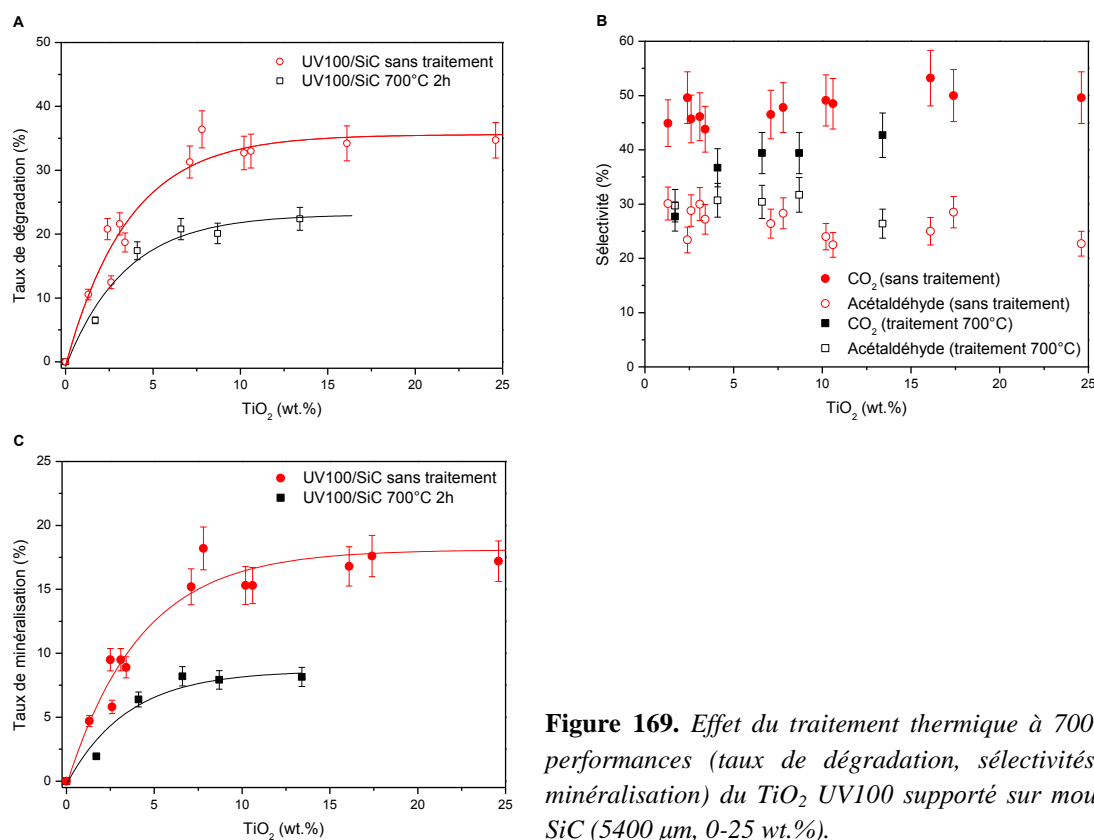 A
50
40
30
20
10
0
Taux de dégradation (%)
UV100/SiC sans traitement
UV100/SiC 700°C 2h
0 5 10 15 20 25
TiO2 (wt.%)
B
60
50
40
30
20
10
0
Sélectivité (%)
CO2 (sans traitement)
Acétaldéhyde (sans traitement)
CO2 (traitement 700°C)
Acétaldéhyde (traitement 700°C)
0 5 10 15 20 25
TiO2 (wt.%)
C
25
20
15
10
5
0
Taux de minéralisation (%)
UV100/SiC sans traitement
UV100/SiC 700°C 2h
0 5 10 15 20 25
TiO2 (wt.%)
Figure 169. Effet du traitement thermique à 700
performances (taux de dégradation, sélectivités
minéralisation) du TiO2 UV100 supporté sur mou
SiC (5400 µm, 0-25 wt.%).